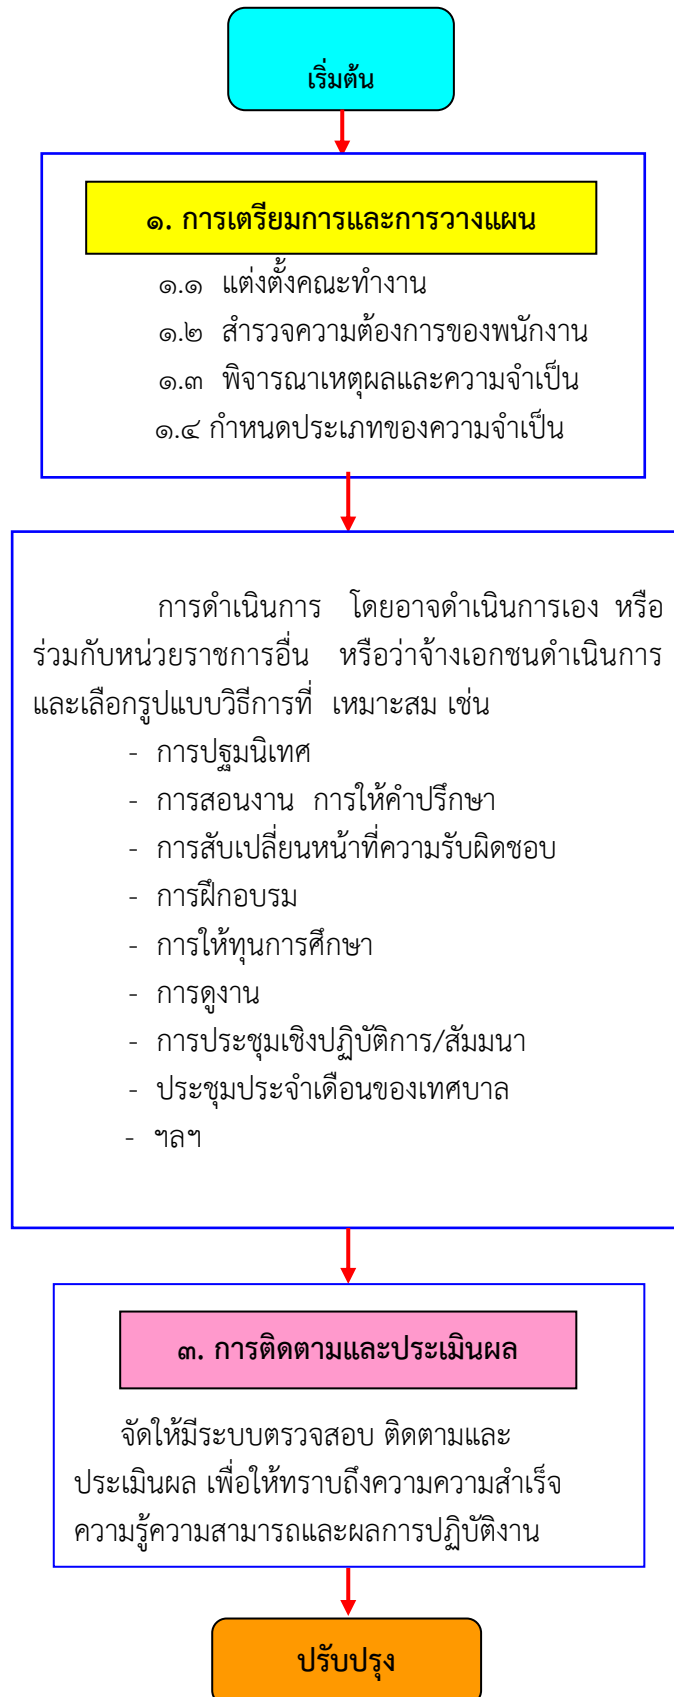 เริ่มต้น
๑. การเตรียมการและการวางแผน
๑.๑ แต่งตั้งคณะทำงาน
๑.๒ สำรวจความต้องการของพนักงาน
๑.๓ พิจารณาเหตุผลและความจำเป็น
๑.๔ กำหนดประเภทของความจำเป็น
การดำเนินการ โดยอาจดำเนินการเอง หรือ
ร่วมกับหน่วยราชการอื่น หรือว่าจ้างเอกชนดำเนินการ
และเลือกรูปแบบวิธีการที่ เหมาะสม เช่น
- การปฐมนิเทศ
- การสอนงาน การให้คำปรึกษา
- การสับเปลี่ยนหน้าที่ความรับผิดชอบ
- การฝึกอบรม
- การให้ทุนการศึกษา
- การดูงาน
- การประชุมเชิงปฏิบัติการ/สัมมนา
- ประชุมประจำเดือนของเทศบาล
- ฯลฯ
๓. การติดตามและประเมินผล
จัดให้มีระบบตรวจสอบ ติดตามและ
ประเมินผล เพื่อให้ทราบถึงความความสำเร็จ
ความรู้ความสามารถและผลการปฏิบัติงาน
ปรับปรุง